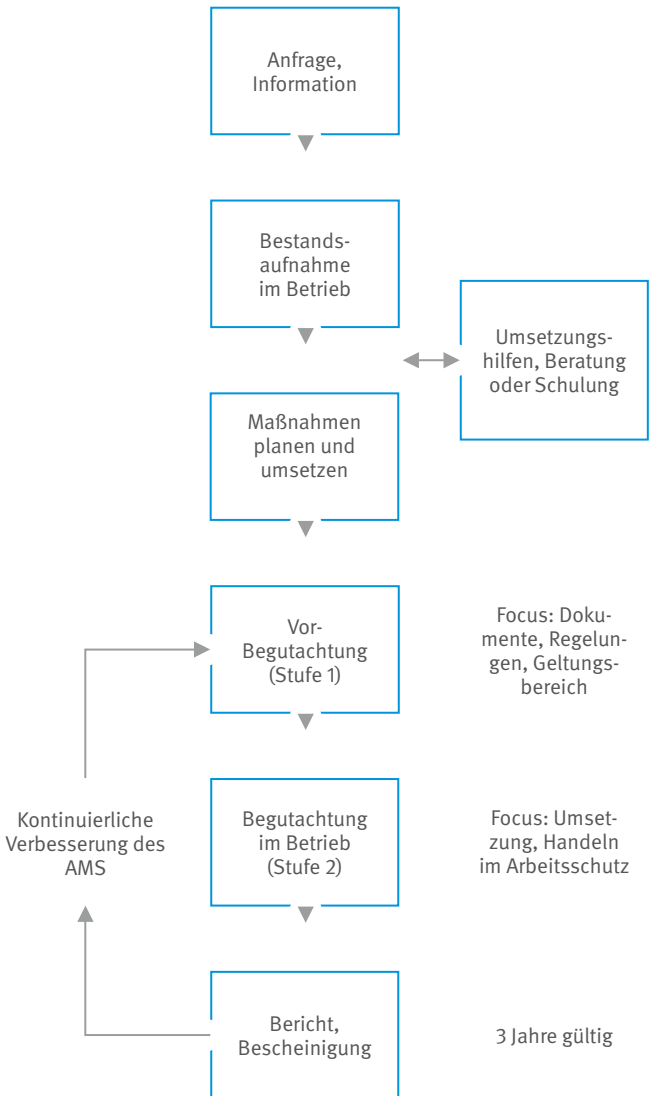 Anfrage,
Information
Bestands-
aufnahme
im Betrieb
Umsetzungs-
hilfen, Beratung
oder Schulung
Maßnahmen
planen und
umsetzen
Vor-
Begutachtung
(Stufe 1)
Focus: Doku-
mente, Regelun-
gen, Geltungs-
bereich
Kontinuierliche
Verbesserung des
AMS
Begutachtung
im Betrieb
(Stufe 2)
Focus: Umset-
zung, Handeln
im Arbeitsschutz
Bericht,
Bescheinigung
3 Jahre gültig